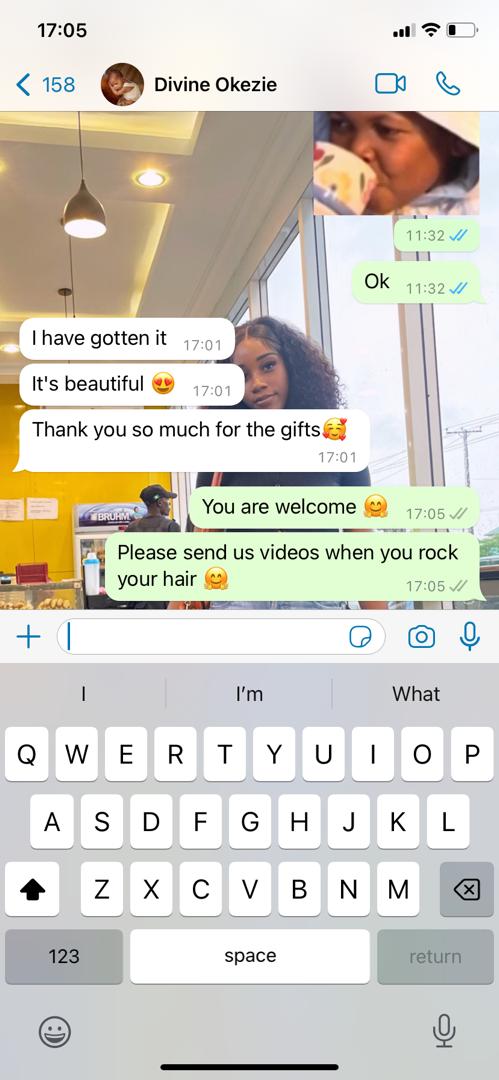 17:05
158 Divine Okezie
11:32
Ok 11:32
I have gotten it 17:01
It's beautiful 😍 17:01
Thank you so much for the gifts🥰
17:01
You are welcome 🤗 17:05
Please send us videos when you rock
your hair 🤗 17:05
BRUHM
I I'm What
Q W E R T Y U I O P
A S D F G H J K L
Z X C V B N M
123 space return